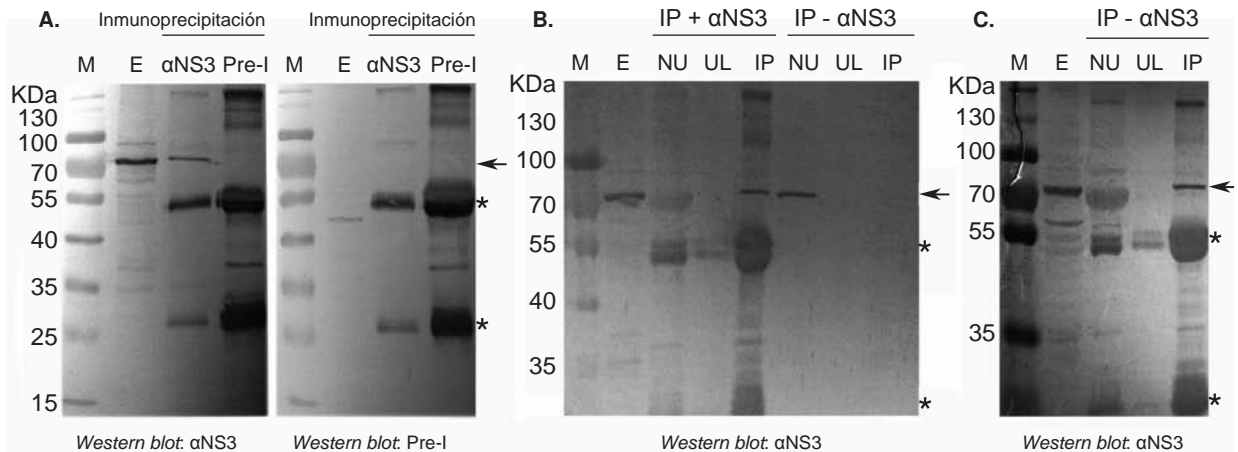 A.
Inmunoprecipitación
M E αNS3 Pre-I
KDa
130
100
70
55
40
35
25
15
Western blot: αNS3
Inmunoprecipitación
M E αNS3 Pre-I
*
*
Western blot: Pre-I
B.
IP + αNS3 IP - αNS3
M E NU UL IP NU UL IP
KDa
130
100
70
55
40
35
*
*
Western blot: αNS3
C.
IP - αNS3
M E NU UL IP
KDa
130
100
70
55
35
*
*
Western blot: αNS3